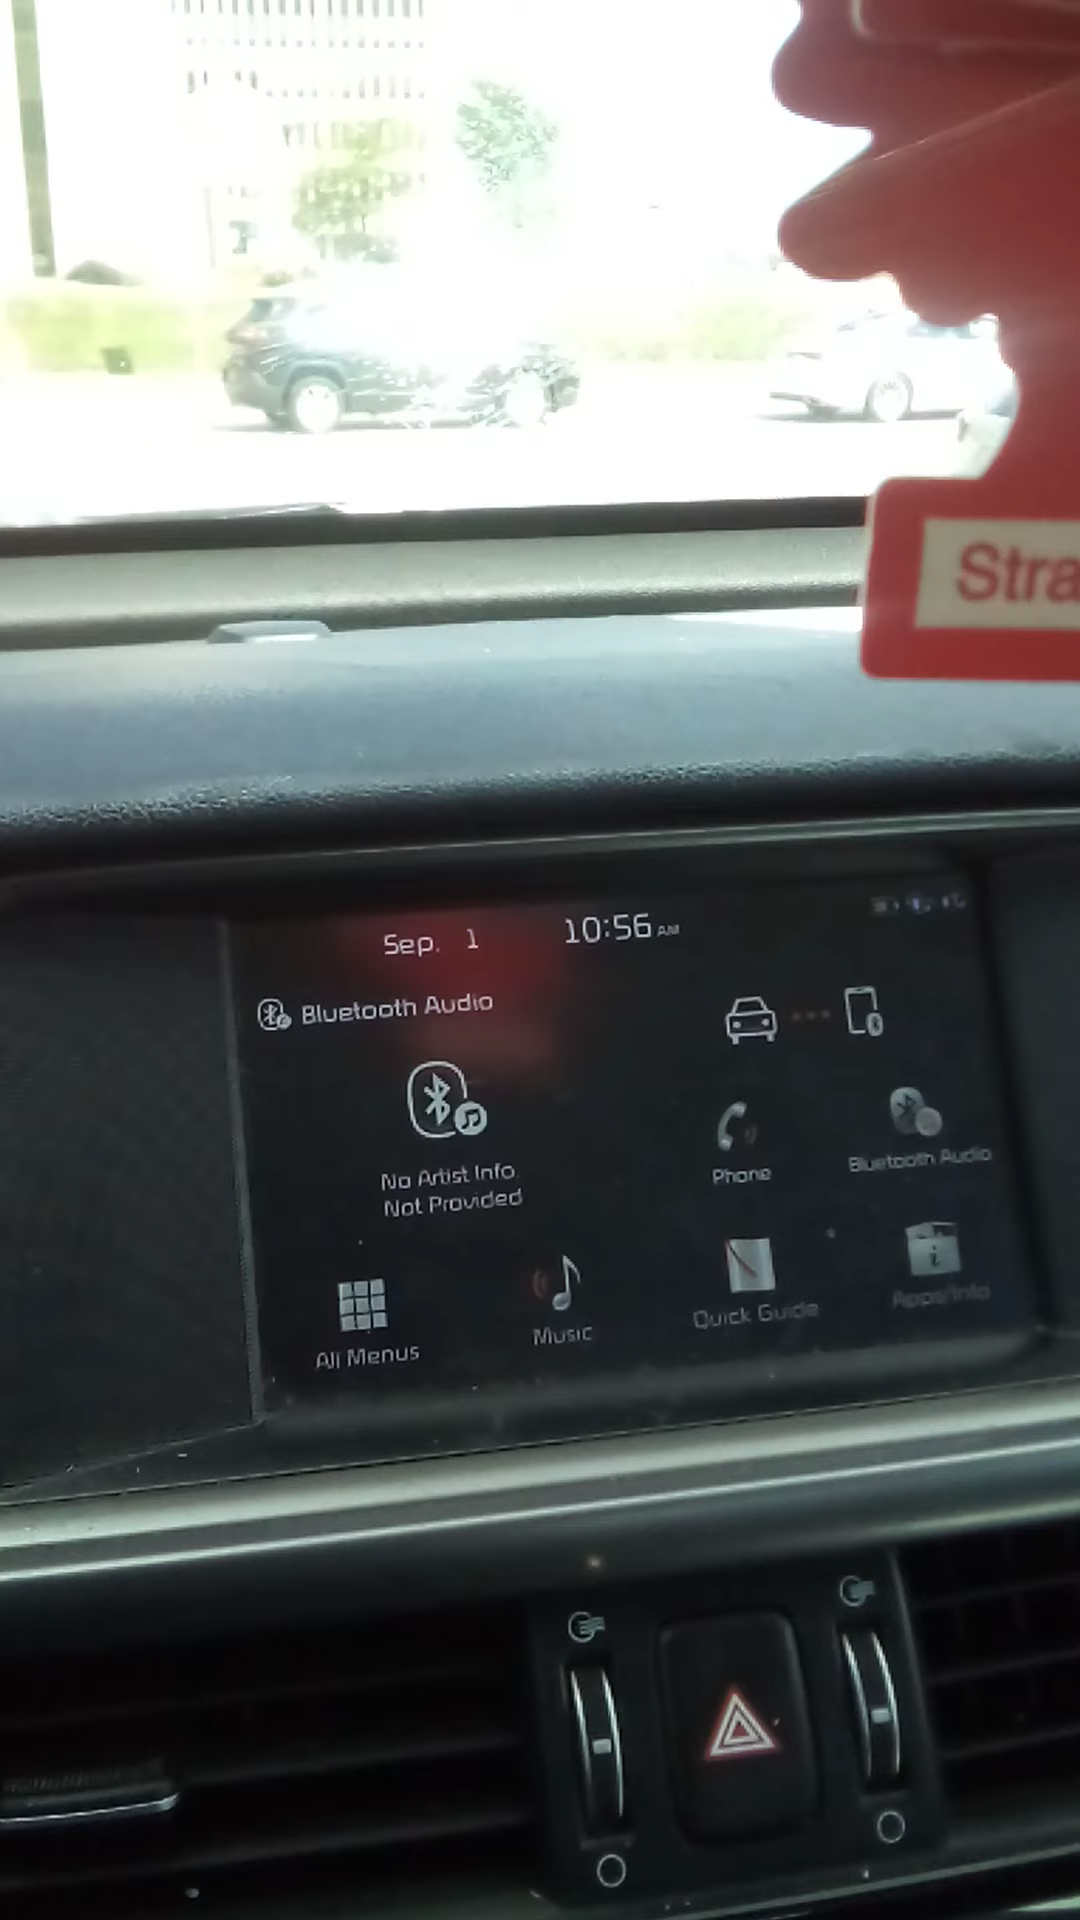 Stra
Sep. 1 10:56 AM
Bluetooth Audio
No Artist Info.
Not Provided
Phone
Bluetooth Audio
All Menus
Music
Quick Guide
Apps/Info